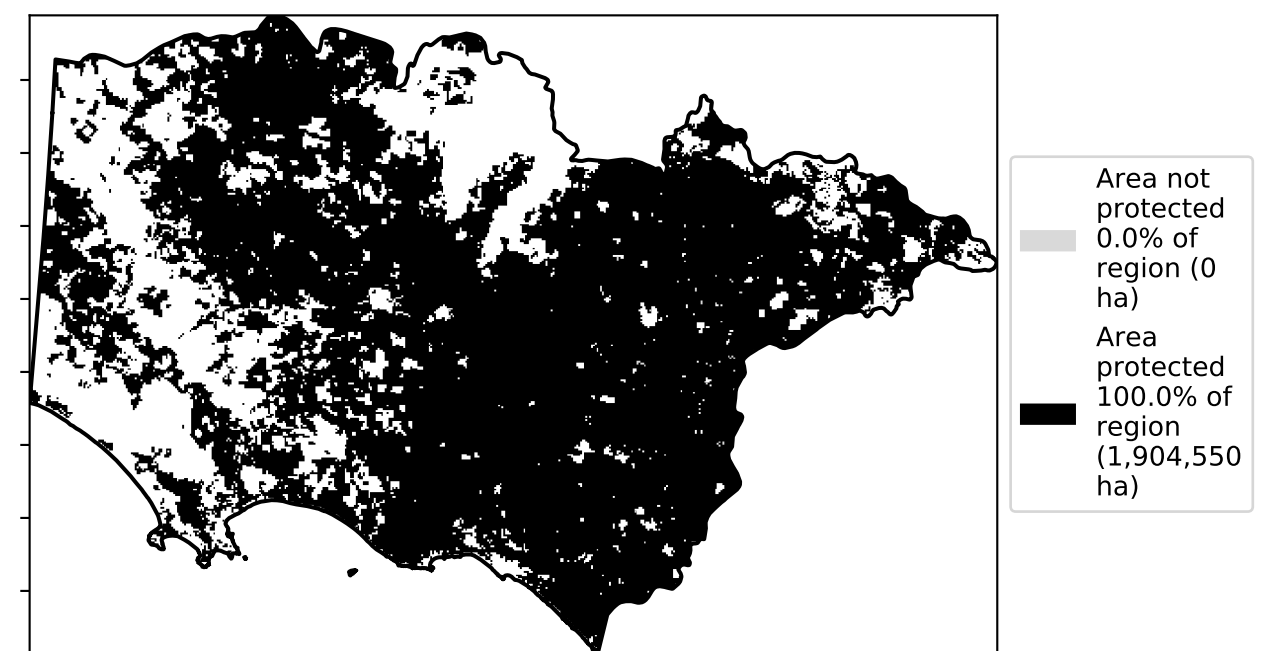 Area not
protected
0.0% of
region (0
ha)
Area
protected
100.0% of
region
(1,904,550
ha)